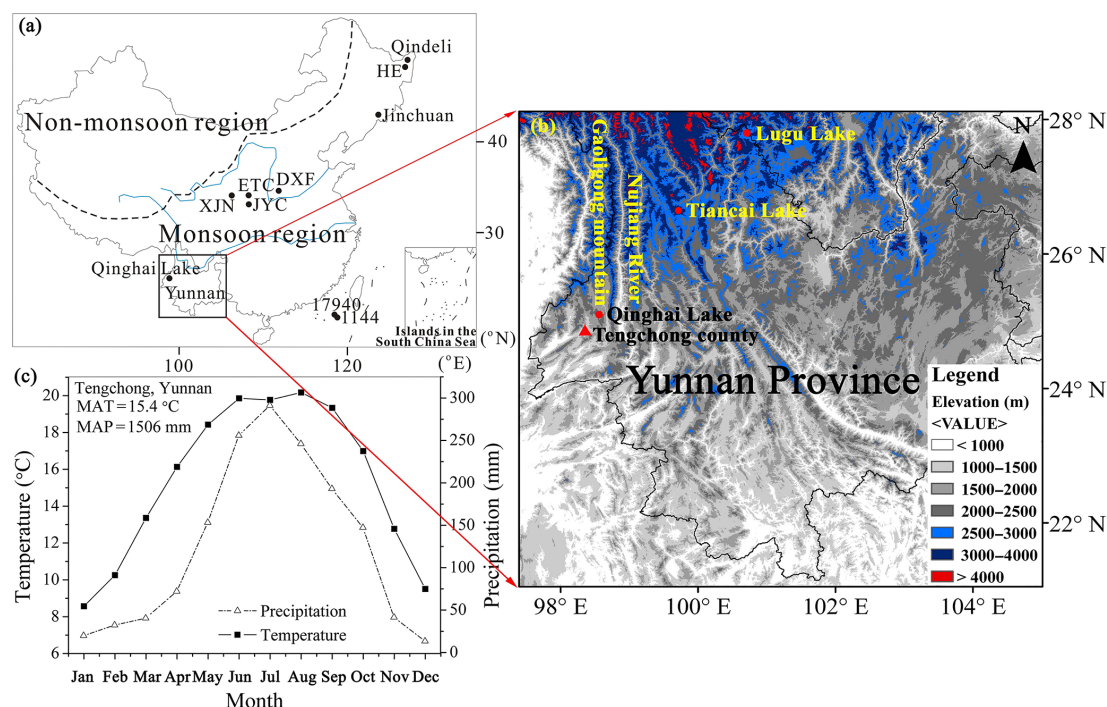 (a)
Qindeli
HE
Jinchuan
Non-monsoon region
40
ETC
DXF
XJN
JYC
Monsoon region
30
Qinghai Lake
Yunnan
17940
1144
Islands in the
South China Sea
(°N)
100
120
(°E)
(b)
28° N
N
Lugu Lake
Gaoligong mountain
Nujiang River
Tiancai Lake
26° N
Qinghai Lake
Tengchong county
Yunnan Province
24° N
22° N
Legend
Elevation (m)
<VALUE>
< 1000
1000–1500
1500–2000
2000–2500
2500–3000
3000–4000
> 4000
98° E
100° E
102° E
104° E
(c)
Tengchong, Yunnan
MAT = 15.4 °C
MAP = 1506 mm
Temperature (°C)
20
18
16
14
12
10
8
6
Precipitation (mm)
300
250
200
150
100
50
0
Precipitation
Temperature
Jan Feb Mar Apr May Jun Jul Aug Sep Oct Nov Dec
Month